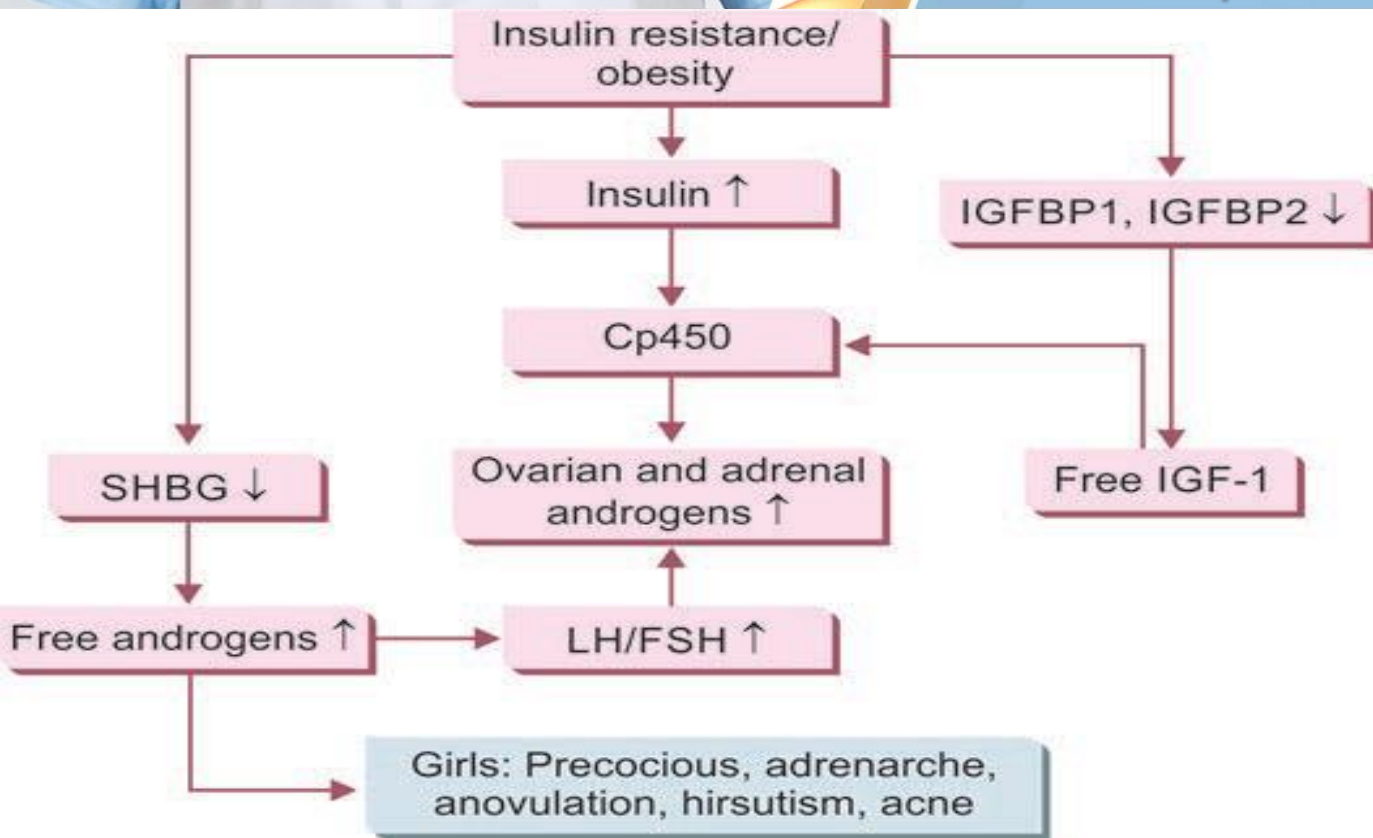 Insulin resistance/
obesity
Insulin ↑
IGFBP1, IGFBP2 ↓
Cp450
SHBG ↓
Ovarian and adrenal
androgens ↑
Free IGF-1
Free androgens ↑
LH/FSH ↑
Girls: Precocious, adrenarche,
anovulation, hirsutism, acne